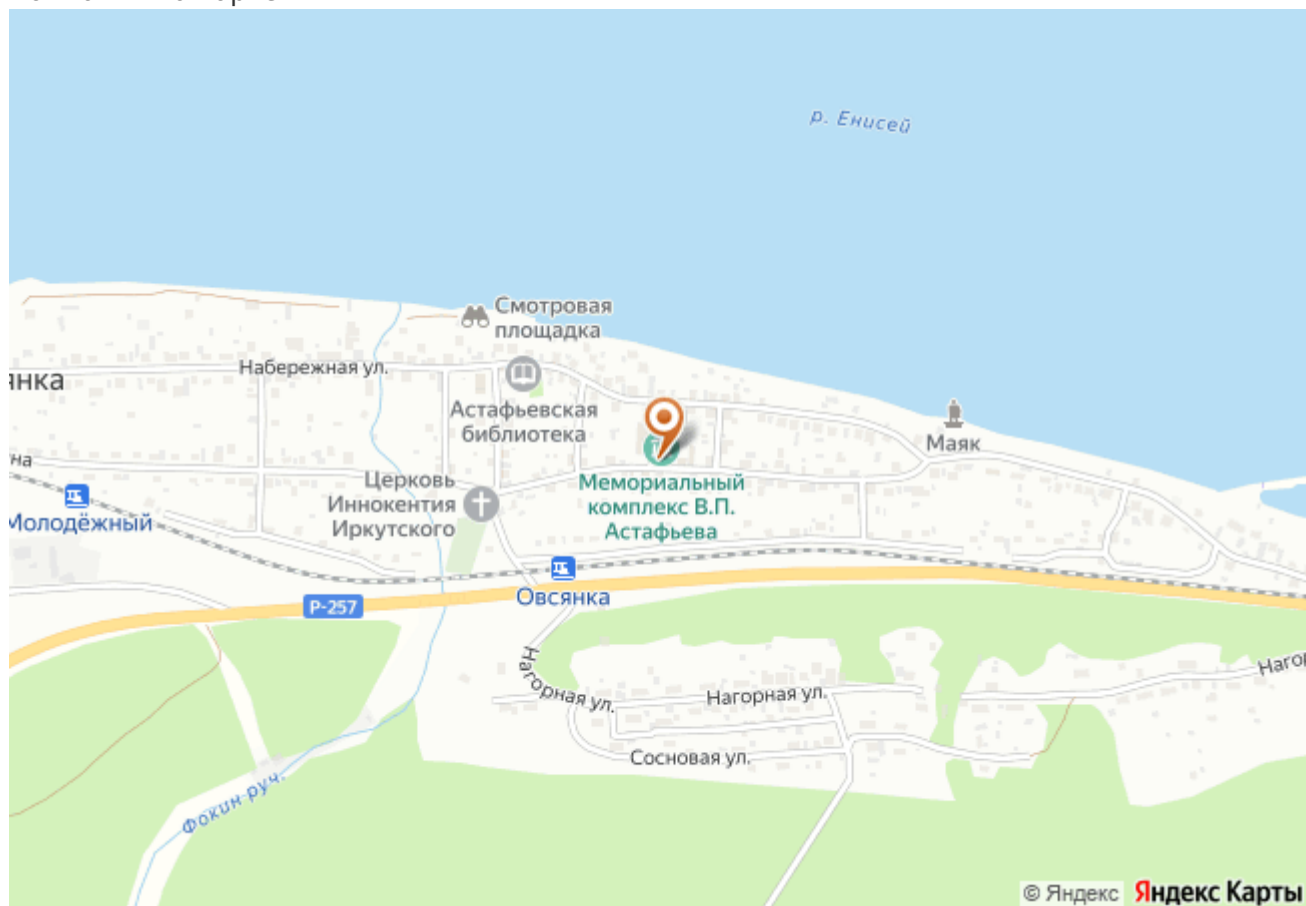 р. Енисей
Смотровая
площадка
Набережная ул.
янка
Астафьевская
библиотека
Маяк
на
Церковь
Иннокентия
Иркутского
Мемориальный
комплекс В.П.
Астафьева
Молодёжный
Овсянка
Р-257
Нагорная ул.
Нагорная ул.
Нагор
Сосновая ул.
Фокин руч.
© Яндекс Яндекс Карты